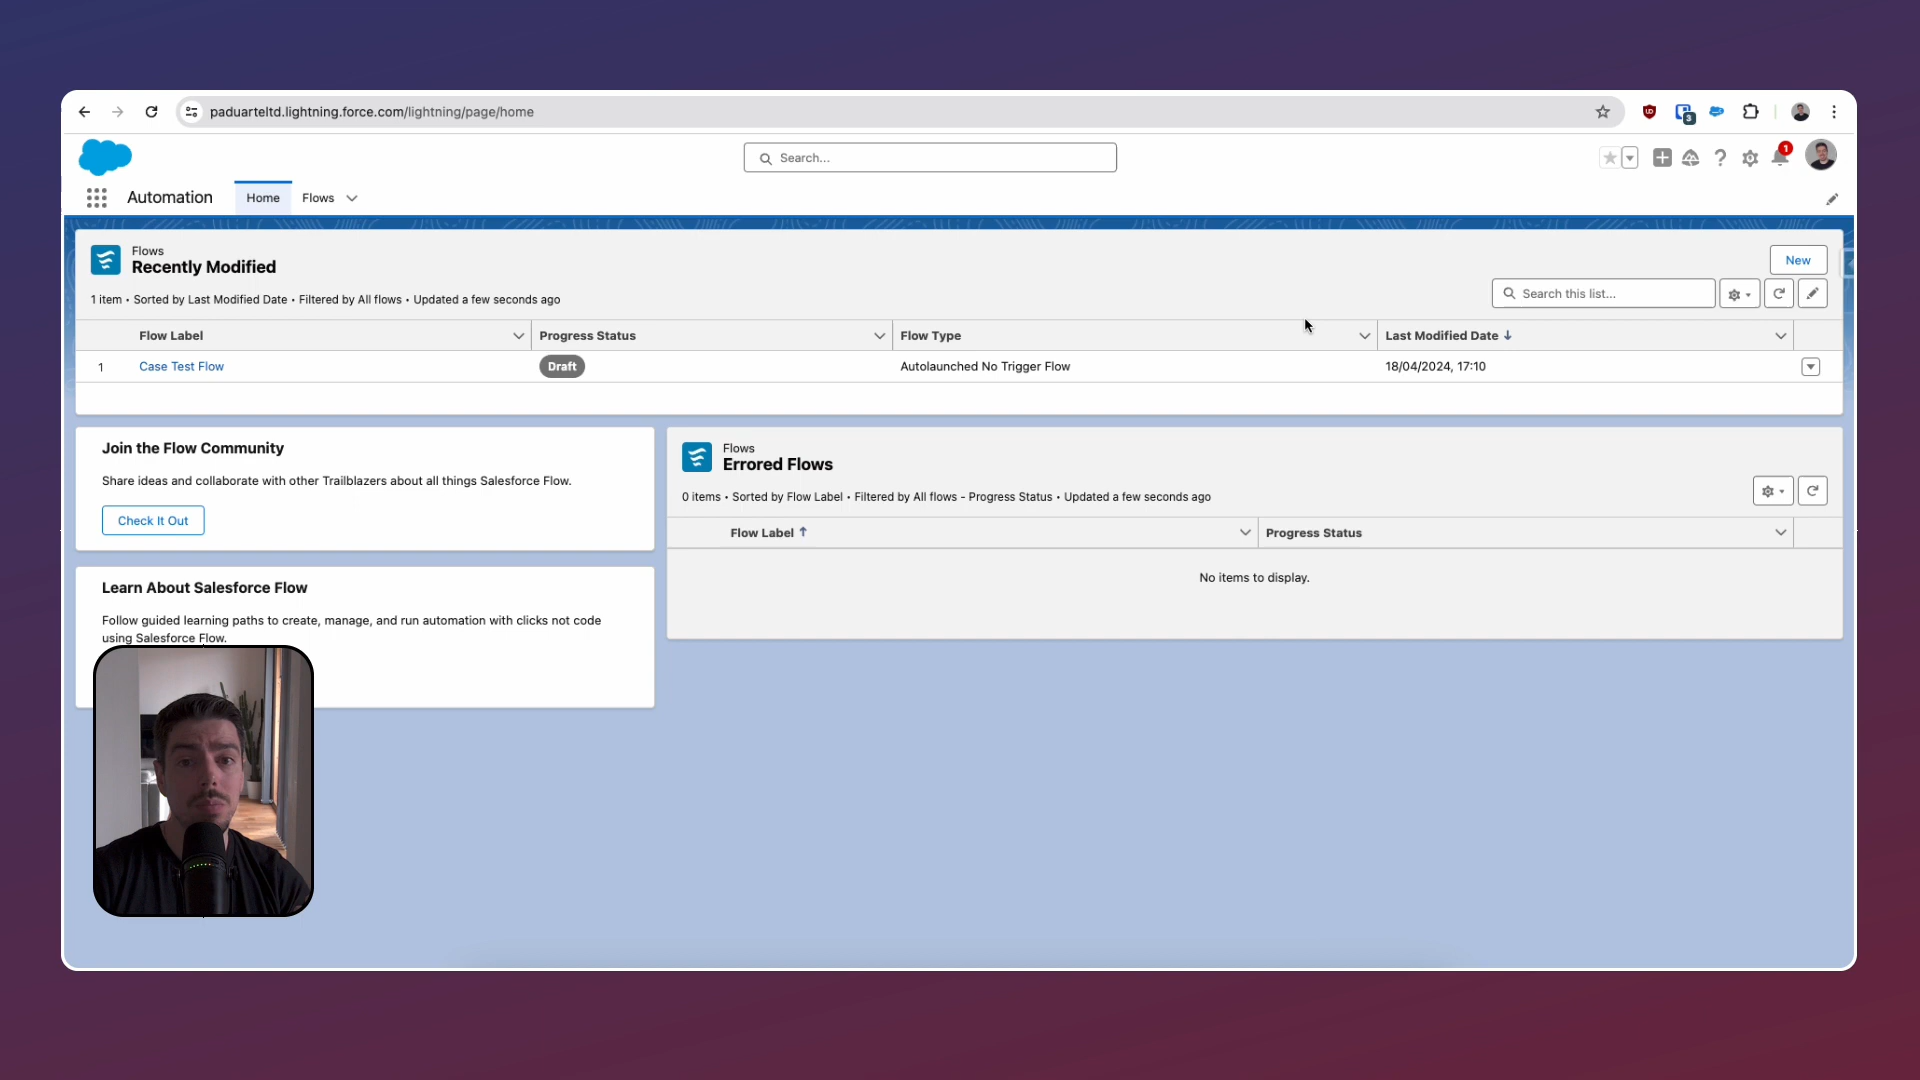 paduarteltd.lightning.force.com/lightning/page/home
3
Search...
1
Automation
Home
Flows
Flows
Recently Modified
New
1 item • Sorted by Last Modified Date • Filtered by All flows • Updated a few seconds ago
Search this list...
Flow Label
Progress Status
Flow Type
Last Modified Date
1
Case Test Flow
Draft
Autolaunched No Trigger Flow
18/04/2024, 17:10
Join the Flow Community
Share ideas and collaborate with other Trailblazers about all things Salesforce Flow.
Check It Out
Learn About Salesforce Flow
Follow guided learning paths to create, manage, and run automation with clicks not code
using Salesforce Flow.
Flows
Errored Flows
0 items • Sorted by Flow Label • Filtered by All flows - Progress Status • Updated a few seconds ago
Flow Label
Progress Status
No items to display.